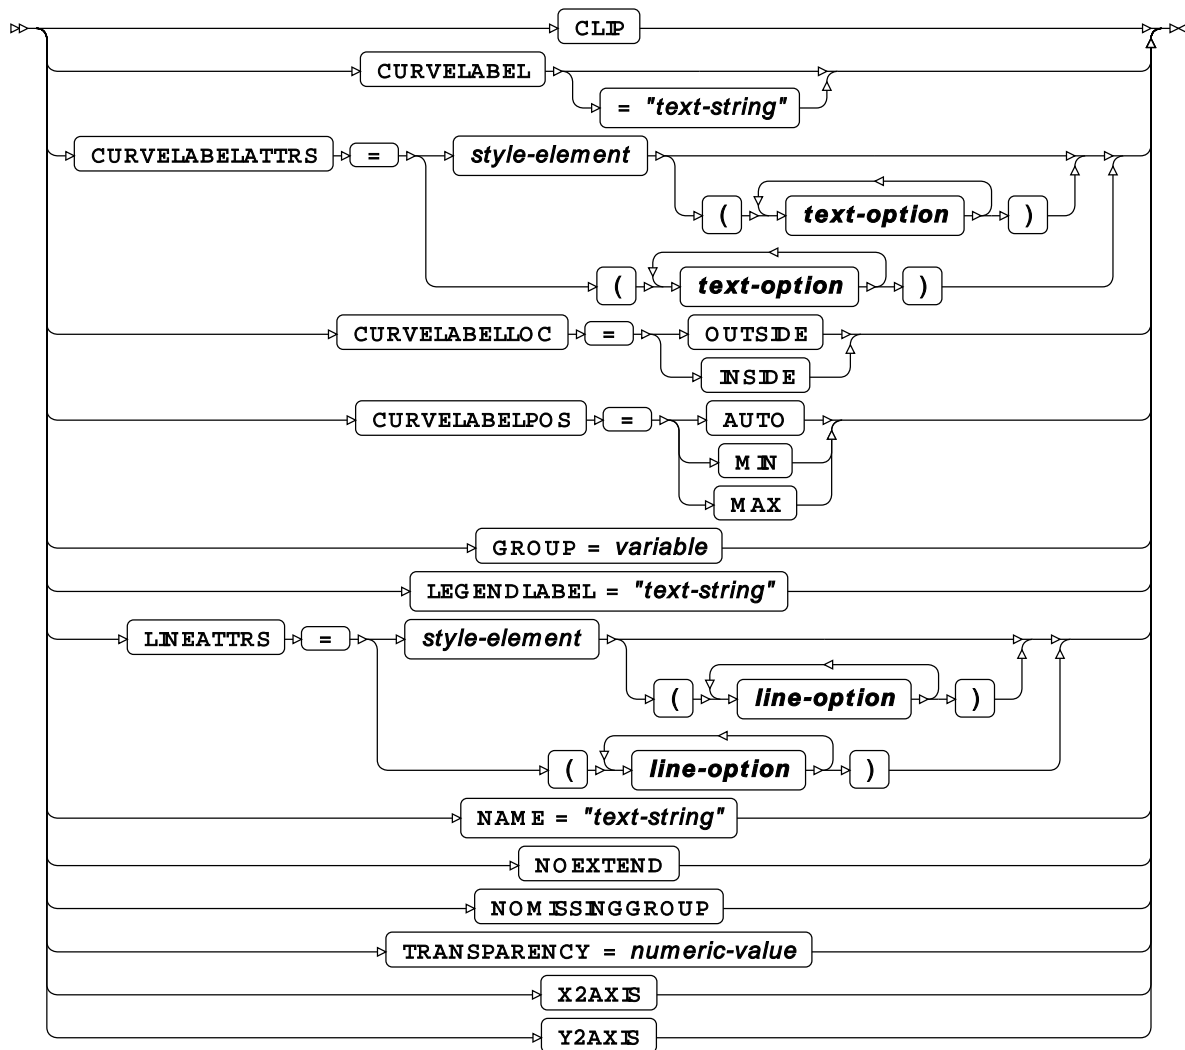 CLIP
CURVELABEL
= "text-string"
CURVELABELATTRS = style-element
( text-option )
( text-option )
CURVELABELLOC = OUTSIDE
INSIDE
CURVELABELPOS = AUTO
MIN
MAX
GROUP = variable
LEGENDLABEL = "text-string"
LINEATTRS = style-element
( line-option )
( line-option )
NAME = "text-string"
NOEXTEND
NOMISSINGGROUP
TRANSPARENCY = numeric-value
X2AXIS
Y2AXIS